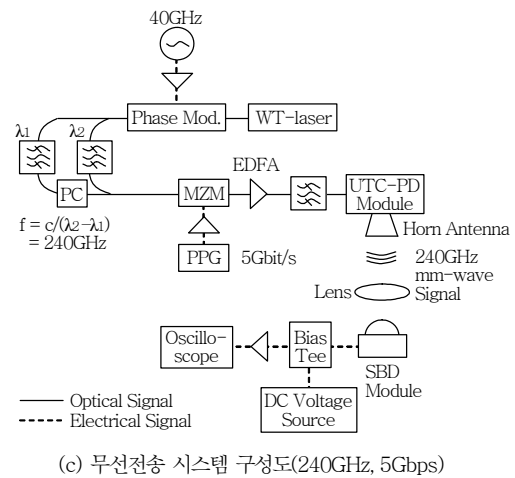 40GHz
Phase Mod.
WT-laser
λ1
λ2
PC
EDFA
MZM
UTC-PD
Module
f = c/(λ2-λ1)
= 240GHz
PPG
5Gbit/s
Horn Antenna
240GHz
mm-wave
Signal
Lens
Oscillo-
scope
Bias
Tee
SBD
Module
DC Voltage
Source
Optical Signal
Electrical Signal
(c) 무선전송 시스템 구성도(240GHz, 5Gbps)